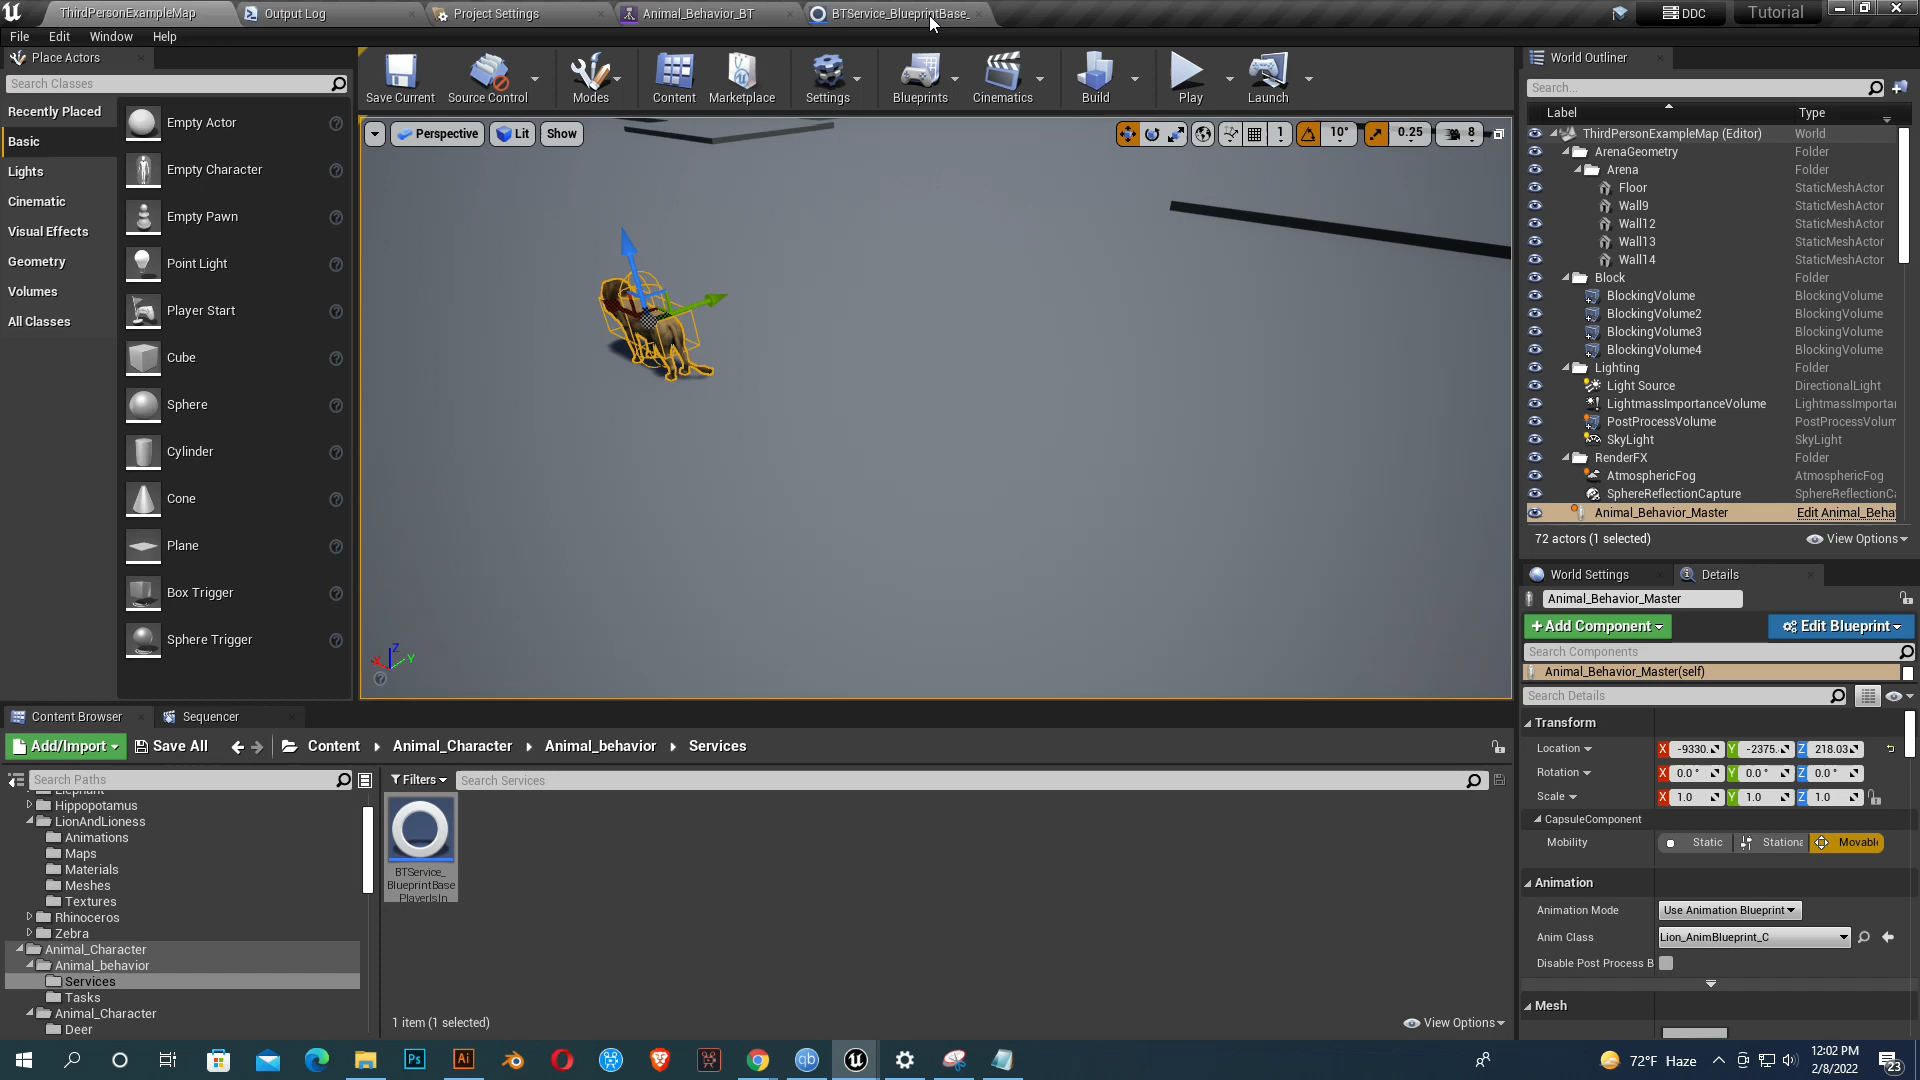 ThirdPersonExampleMap
Output Log
Project Settings
Animal_Behavior_BT
BTService_BlueprintBase_
DDC
Tutorial
File
Edit
Window
Help
Place Actors
Search Classes
Recently Placed
Basic
Lights
Cinematic
Visual Effects
Geometry
Volumes
All Classes
Empty Actor
Empty Character
Empty Pawn
Point Light
Player Start
Cube
Sphere
Cylinder
Cone
Plane
Box Trigger
Sphere Trigger
Save Current
Source Control
Modes
Content
Marketplace
Settings
Blueprints
Cinematics
Build
Play
Launch
Perspective
Lit
Show
1
10°
0.25
8
X
Z
Y
World Outliner
Search...
Label
Type
ThirdPersonExampleMap (Editor)
World
ArenaGeometry
Folder
Arena
Folder
Floor
StaticMeshActor
Wall9
StaticMeshActor
Wall12
StaticMeshActor
Wall13
StaticMeshActor
Wall14
StaticMeshActor
Block
Folder
BlockingVolume
BlockingVolume
BlockingVolume2
BlockingVolume
BlockingVolume3
BlockingVolume
BlockingVolume4
BlockingVolume
Lighting
Folder
Light Source
DirectionalLight
LightmassImportanceVolume
LightmassImporta
PostProcessVolume
PostProcessVolum
SkyLight
SkyLight
RenderFX
Folder
AtmosphericFog
AtmosphericFog
SphereReflectionCapture
SphereReflectionCa
Animal_Behavior_Master
Edit Animal_Beha
72 actors (1 selected)
View Options
World Settings
Details
Animal_Behavior_Master
+Add Component
Edit Blueprint
Search Components
Animal_Behavior_Master(self)
Search Details
Transform
Location
X
-9330.
Y
-2375.
Z
218.03
Rotation
X
0.0 °
Y
0.0 °
Z
0.0 °
Scale
X
1.0
Y
1.0
Z
1.0
CapsuleComponent
Mobility
Static
Stationa
Movabl
Animation
Animation Mode
Use Animation Blueprint
Anim Class
Lion_AnimBlueprint_C
Disable Post Process B
Mesh
Content Browser
Sequencer
Add/Import
Save All
Content
Animal_Character
Animal_behavior
Services
Search Paths
Filters
Search Services
Elephant
Hippopotamus
LionAndLioness
Animations
Maps
Materials
Meshes
Textures
Rhinoceros
Zebra
Animal_Character
Animal_behavior
Services
Tasks
Animal_Character
Deer
BTService_
BlueprintBase
PlayerIsIn
1 item (1 selected)
View Options
Ps
Ai
qb
72°F Haze
12:02 PM
2/8/2022
23